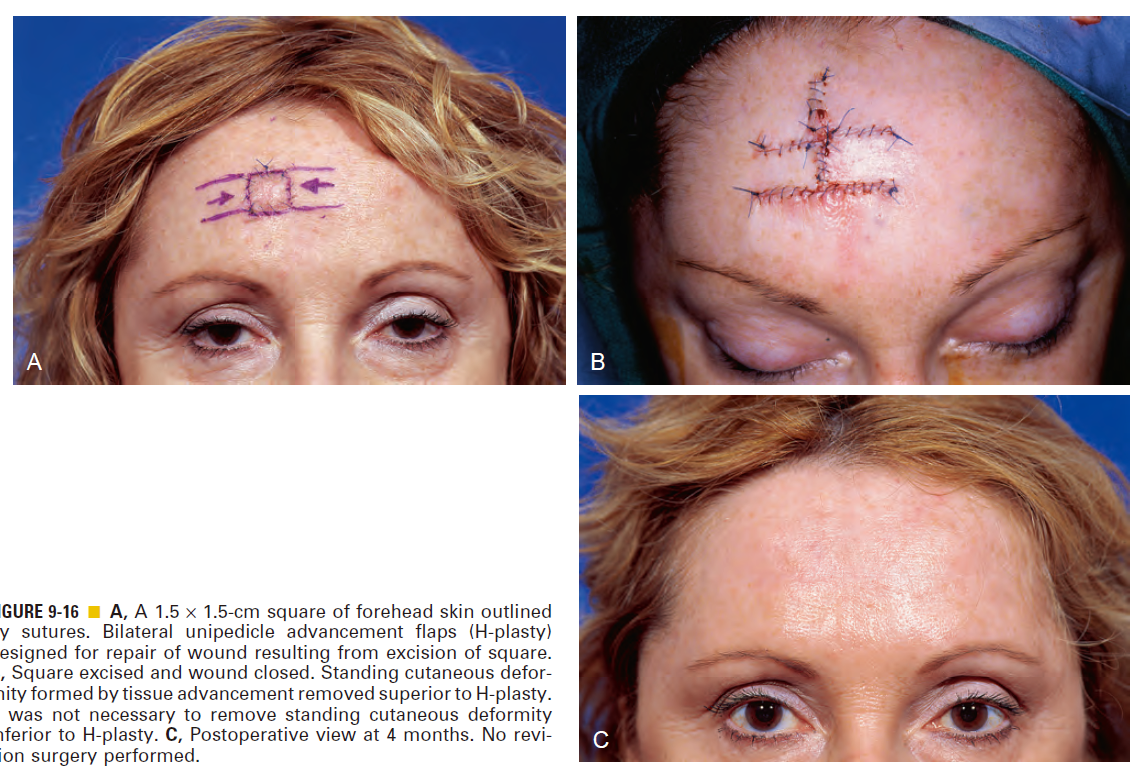 A
B
C
IGURE 9-16 ■ A, A 1.5 × 1.5-cm square of forehead skin outlined
y sutures. Bilateral unipedicle advancement flaps (H-plasty)
esigned for repair of wound resulting from excision of square.
, Square excised and wound closed. Standing cutaneous defor-
mity formed by tissue advancement removed superior to H-plasty.
was not necessary to remove standing cutaneous deformity
nferior to H-plasty. C, Postoperative view at 4 months. No revi-
ion surgery performed.